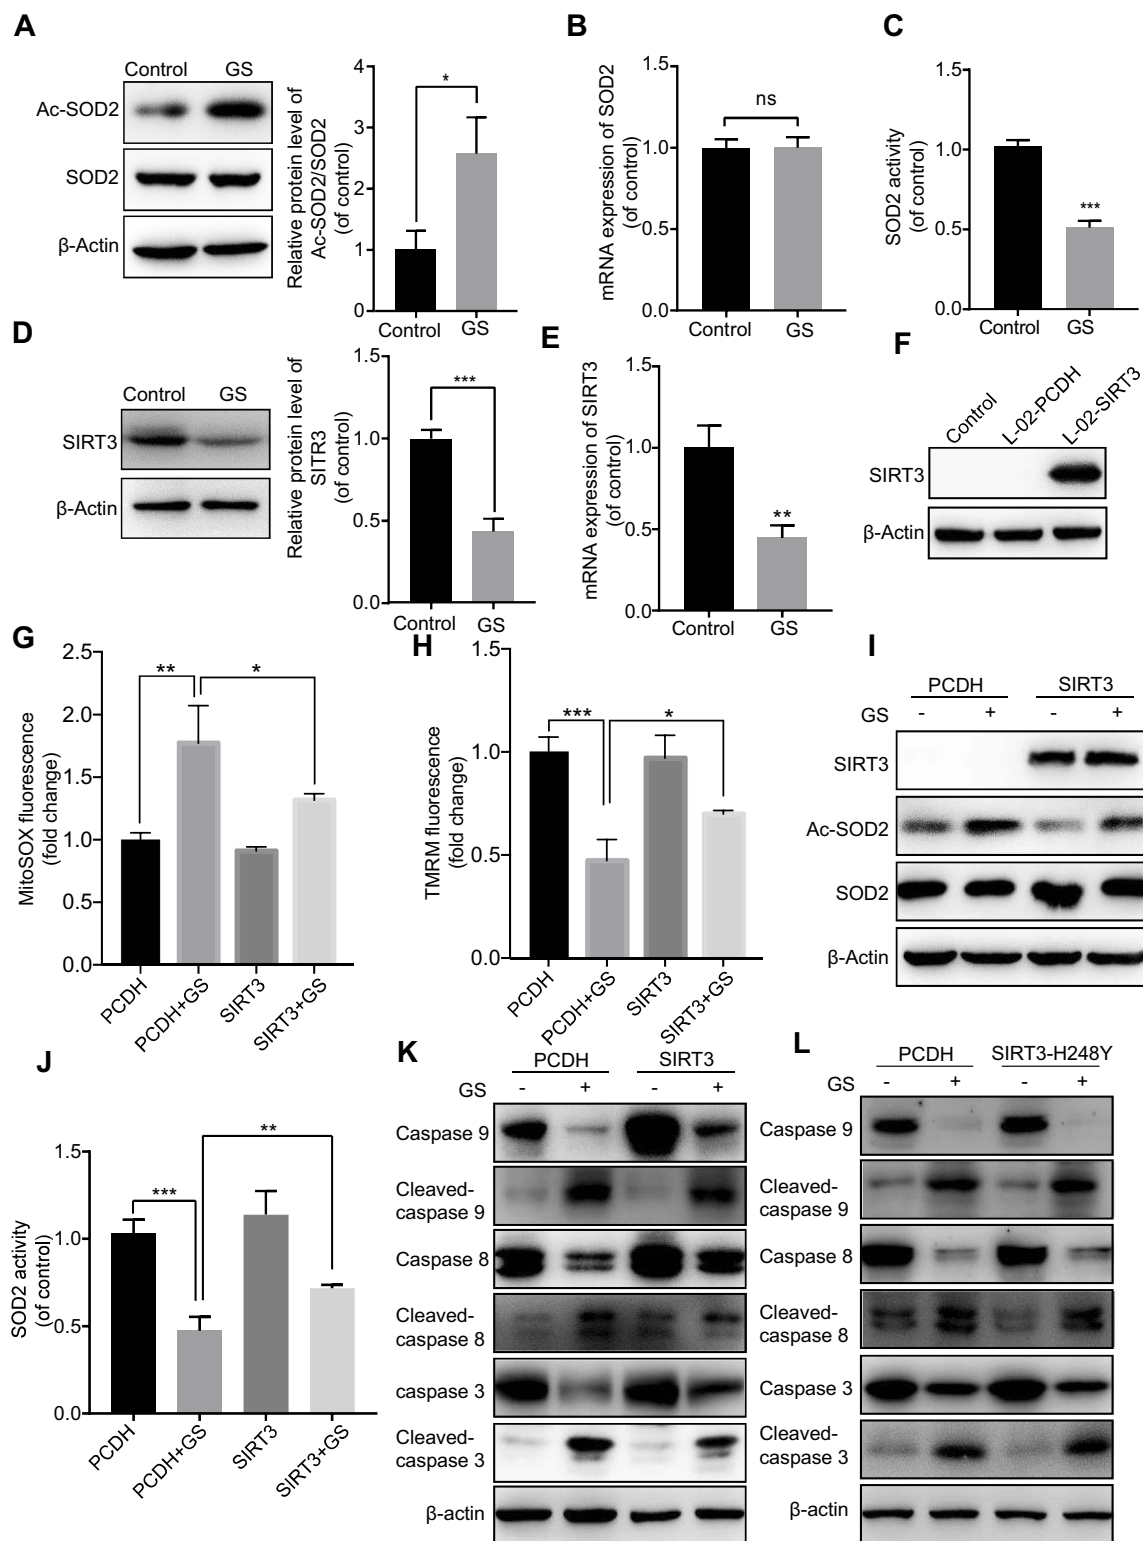 A
Control GS
Ac-SOD2
SOD2
β-Actin
Relative protein level of
Ac-SOD2/SOD2
(of control)
4
3
2
1
0
*
Control GS
B
mRNA expression of SOD2
(of control)
1.5
1.0
0.5
0.0
ns
Control GS
C
SOD2 activity
(of control)
1.5
1.0
0.5
0.0
***
Control GS
D
Control GS
SIRT3
β-Actin
Relative protein level of
SITR3
(of control)
1.5
1.0
0.5
0.0
***
Control GS
E
mRNA expression of SIRT3
(of control)
1.5
1.0
0.5
0.0
**
Control GS
F
Control L-02-PCDH L-02-SIRT3
SIRT3
β-Actin
G
MitoSOX fluorescence
(fold change)
2.5
2.0
1.5
1.0
0.5
0.0
** *
PCDH PCDH+GS SIRT3 SIRT3+GS
H
TMRM fluorescence
(fold change)
1.5
1.0
0.5
0.0
*** *
PCDH PCDH+GS SIRT3 SIRT3+GS
I
PCDH SIRT3
GS - + - +
SIRT3
Ac-SOD2
SOD2
β-Actin
J
SOD2 activity
(of control)
1.5
1.0
0.5
0.0
*** **
PCDH PCDH+GS SIRT3 SIRT3+GS
K
PCDH SIRT3
GS - + - +
Caspase 9
Cleaved-
caspase 9
Caspase 8
Cleaved-
caspase 8
caspase 3
Cleaved-
caspase 3
β-actin
L
PCDH SIRT3-H248Y
GS - + - +
Caspase 9
Cleaved-
caspase 9
Caspase 8
Cleaved-
caspase 8
Caspase 3
Cleaved-
caspase 3
β-actin